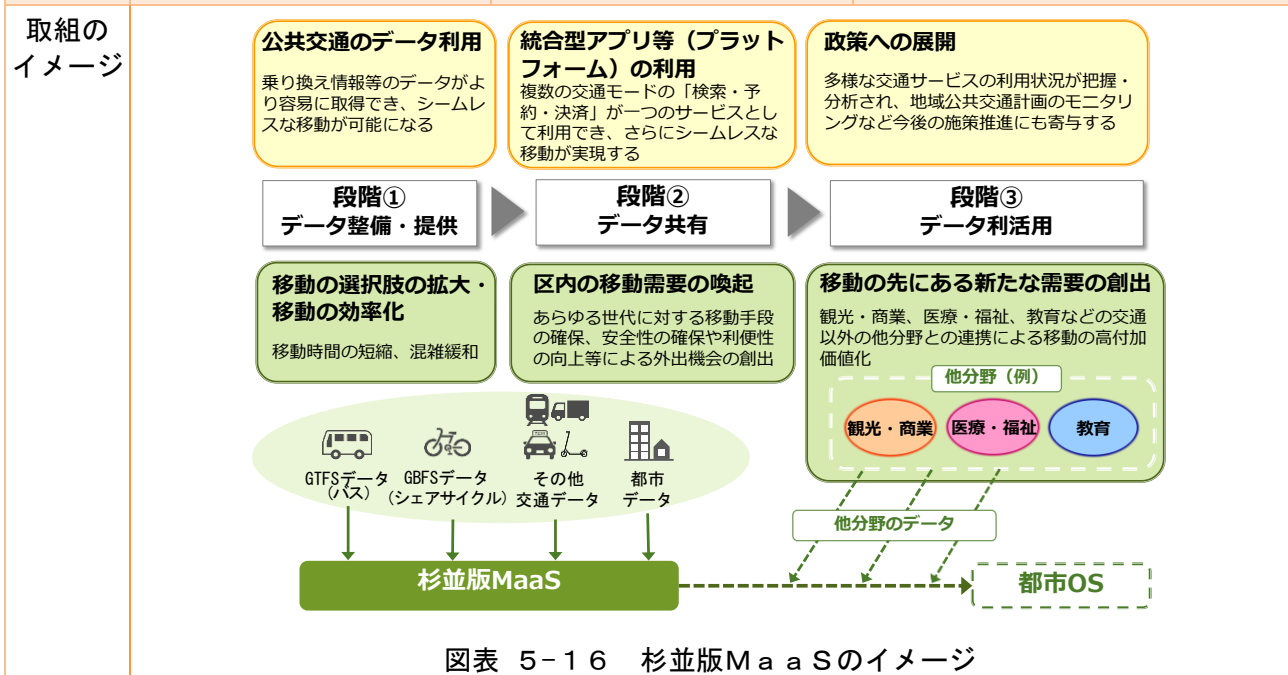 取組の
イメージ
公共交通のデータ利用
乗り換え情報等のデータがよ
り容易に取得でき、シームレ
スな移動が可能になる
統合型アプリ等（プラット
フォーム）の利用
複数の交通モードの「検索・予
約・決済」が一つのサービスとし
て利用でき、さらにシームレスな
移動が実現する
政策への展開
多様な交通サービスの利用状況が把握・
分析され、地域公共交通計画のモニタリ
ングなど今後の施策推進にも寄与する
段階①
データ整備・提供
段階②
データ共有
段階③
データ利活用
移動の選択肢の拡大・
移動の効率化
移動時間の短縮、混雑緩和
区内の移動需要の喚起
あらゆる世代に対する移動手段
の確保、安全性の確保や利便性
の向上等による外出機会の創出
移動の先にある新たな需要の創出
観光・商業、医療・福祉、教育などの交通
以外の他分野との連携による移動の高付加
価値化
他分野（例）
観光・商業
医療・福祉
教育
GTFSデータ
（バス）
GBFSデータ
（シェアサイクル）
その他
交通データ
都市
データ
他分野のデータ
杉並版MaaS
都市OS
図表 5-16 杉並版ＭａａＳのイメージ